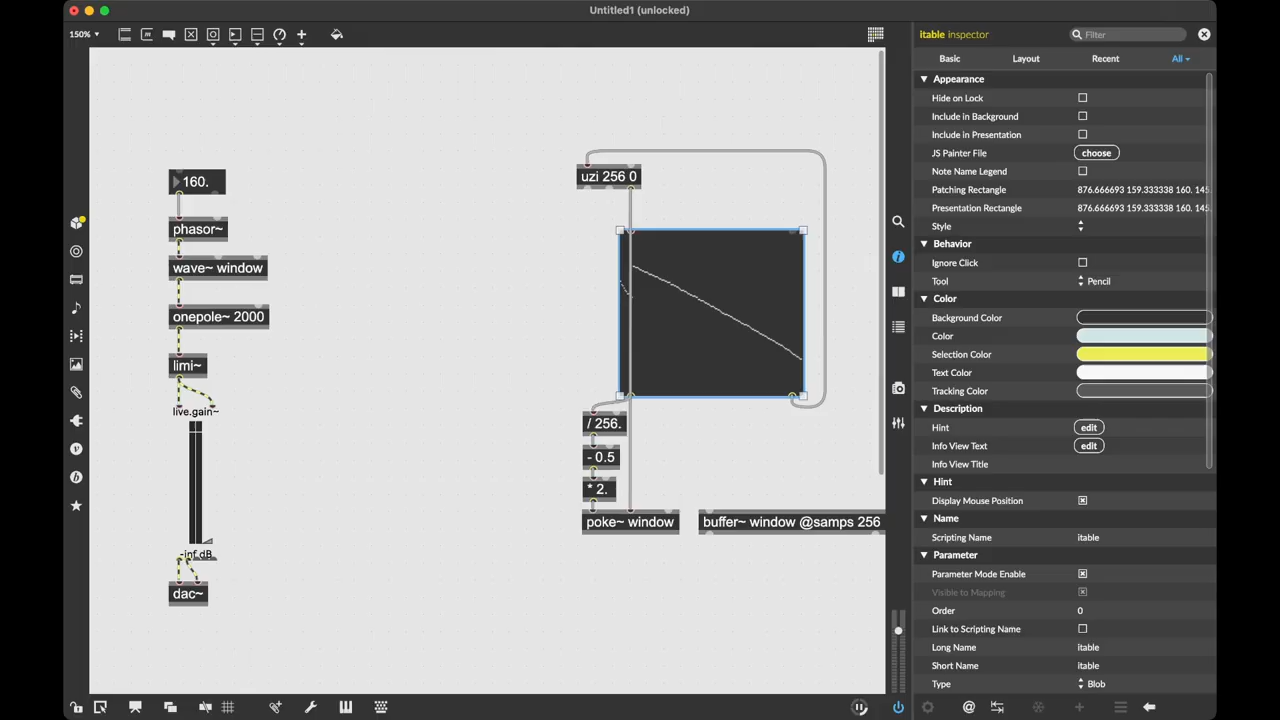 Untitled1 (unlocked)
150%
itable inspector
Filter
Basic
Layout
Recent
All
Appearance
Hide on Lock
Include in Background
Include in Presentation
JS Painter File choose
Note Name Legend
Patching Rectangle 876.666693 159.333338 160. 145
Presentation Rectangle 876.666693 159.333338 160. 145
Style
Behavior
Ignore Click
Tool Pencil
Color
Background Color
Color
Selection Color
Text Color
Tracking Color
Description
Hint edit
Info View Text edit
Info View Title
Hint
Display Mouse Position
Name
Scripting Name itable
Parameter
Parameter Mode Enable
Visible to Mapping
Order 0
Link to Scripting Name
Long Name itable
Short Name itable
Type Blob
160.
phasor~
wave~ window
onepole~ 2000
limi~
live.gain~
-inf dB
dac~
uzi 256 0
/ 256.
- 0.5
* 2.
poke~ window
buffer~ window @samps 256